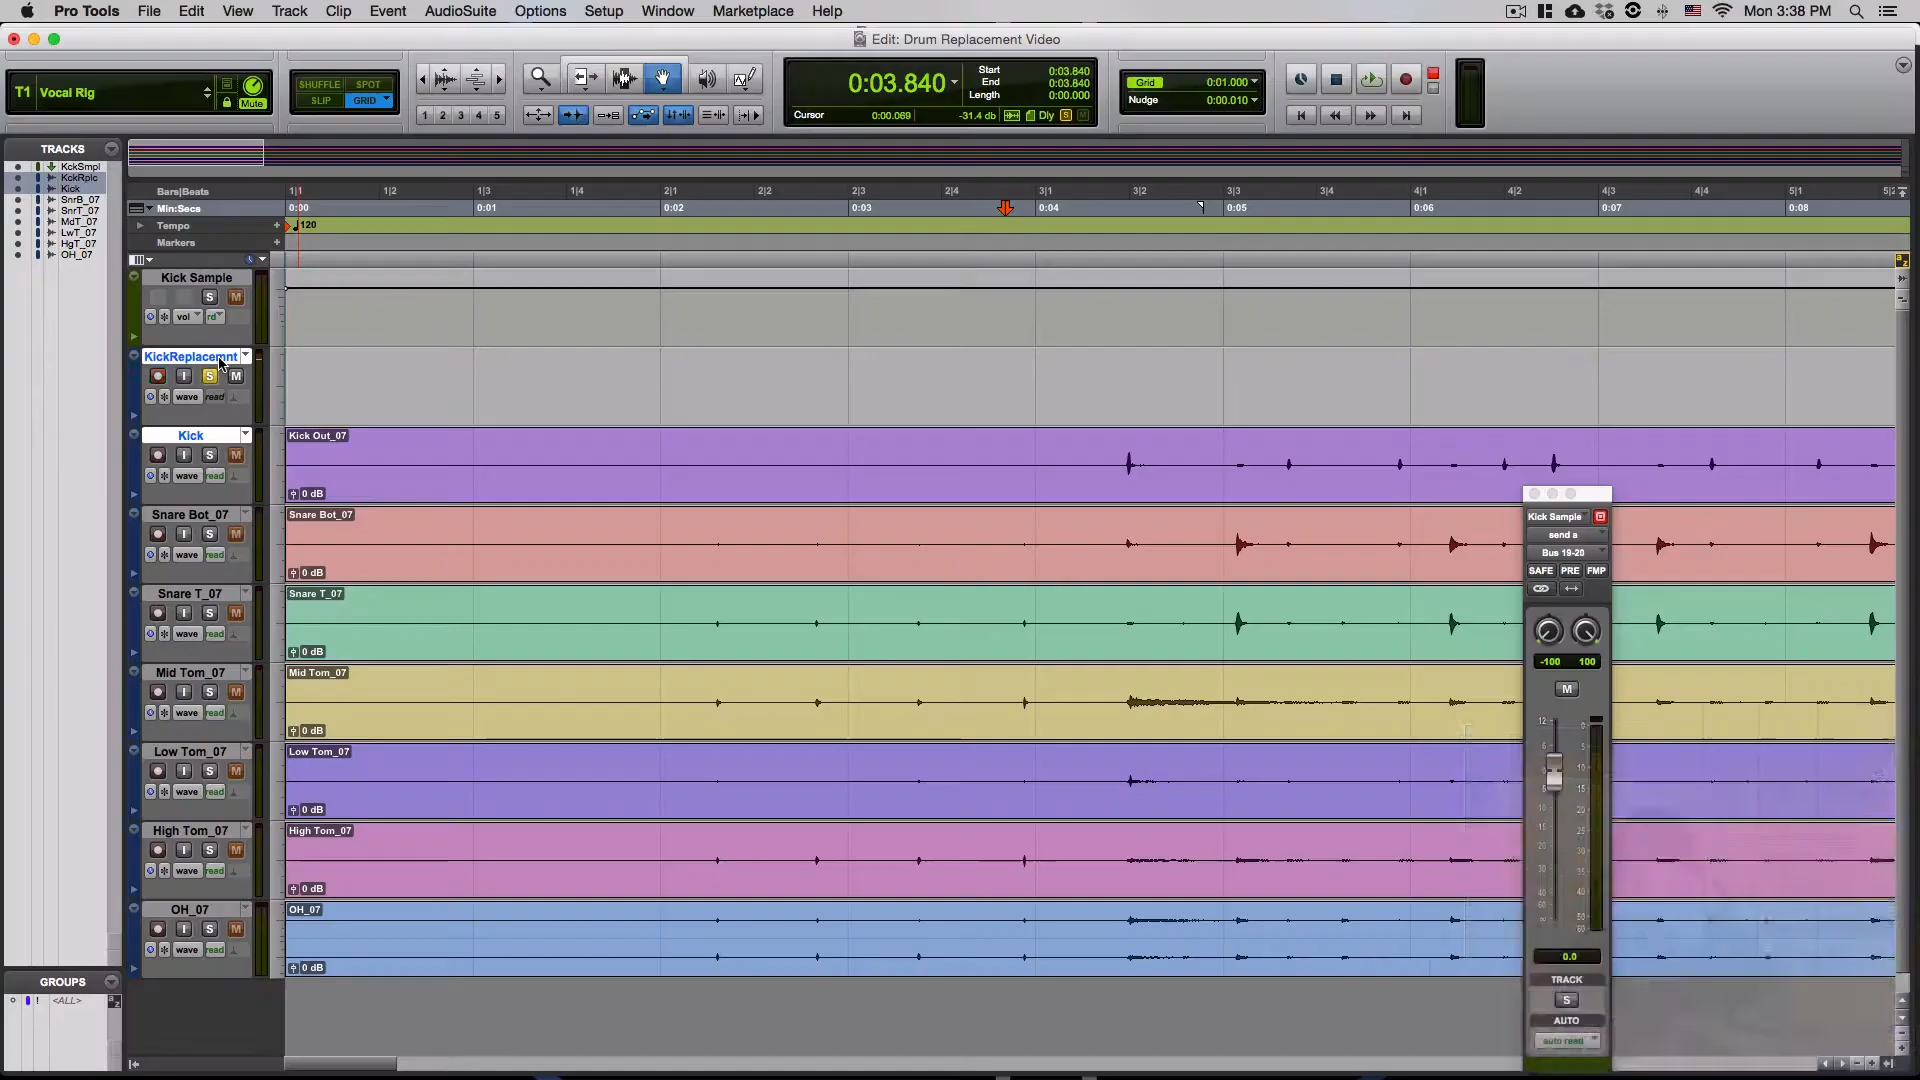 Pro Tools File Edit View Track Clip Event AudioSuite Options Setup Window Marketplace Help Mon 3:38 PM
Edit: Drum Replacement Video
T1 Vocal Rig Mute
SHUFFLE SPOT
SLIP GRID
1 2 3 4 5
0:03.840
Start 0:03.840
End 0:03.840
Length 0:00.000
Cursor 0:00.069 -31.4 db Dly S M
Grid 0:01.000
Nudge 0:00.010
TRACKS
KckSmpl
KckRplc
Kick
SnrB_07
SnrT_07
MdT_07
LwT_07
HgT_07
OH_07
Bars|Beats 1|1 1|2 1|3 1|4 2|1 2|2 2|3 2|4 3|1 3|2 3|3 3|4 4|1 4|2 4|3 4|4 5|1
Min:Secs 0:00 0:01 0:02 0:03 0:04 0:05 0:06 0:07 0:08
Tempo 120
Markers
a z
Kick Sample
S M
vol rd
KickReplacemnt
I S M
wave read
Kick
I S M
wave read
Kick Out_07
0 dB
Snare Bot_07
I S M
wave read
Snare Bot_07
0 dB
Snare T_07
I S M
wave read
Snare T_07
0 dB
Mid Tom_07
I S M
wave read
Mid Tom_07
0 dB
Low Tom_07
I S M
wave read
Low Tom_07
0 dB
High Tom_07
I S M
wave read
High Tom_07
0 dB
OH_07
I S M
wave read
OH_07
0 dB
Kick Sample
send a
Bus 19-20
SAFE PRE FMP
-100 100
M
12
0.0
TRACK
S
AUTO
auto read
GROUPS
! <ALL>
a z